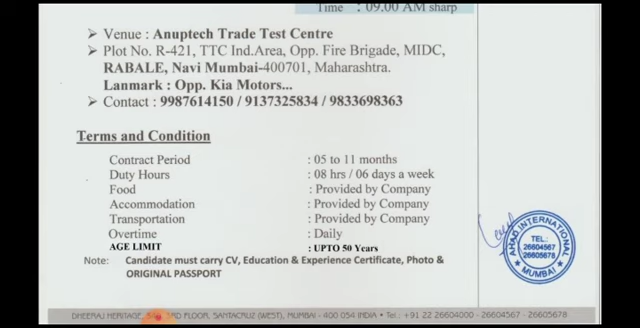 Time : 09.00 AM sharp
➤ Venue : Anuptech Trade Test Centre
➤ Plot No. R-421, TTC Ind.Area, Opp. Fire Brigade, MIDC,
RABALE, Navi Mumbai-400701, Maharashtra.
Lanmark : Opp. Kia Motors...
➤ Contact : 9987614150 / 9137325834 / 9833698363
Terms and Condition
Contract Period : 05 to 11 months
Duty Hours : 08 hrs / 06 days a week
Food : Provided by Company
Accommodation : Provided by Company
Transportation : Provided by Company
Overtime : Daily
AGE LIMIT : UPTO 50 Years
Note: Candidate must carry CV, Education & Experience Certificate, Photo &
ORIGINAL PASSPORT
AHAD INTERNATIONAL
TEL.:
26604567
26605678
★ MUMBAI ★
DHEERAJ HERITAGE, 3RD FLOOR, SANTACRUZ (WEST), MUMBAI - 400 054 INDIA • Tel : +91 22 26604000 - 26604567 - 26605678